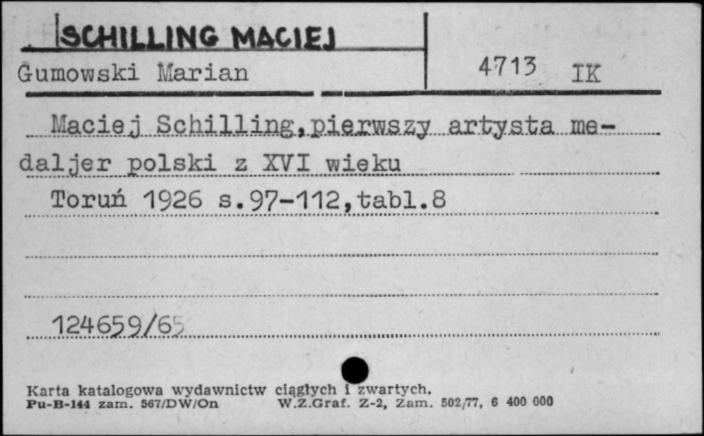 SCHILLING MACIEJ
Gumowski Marian 4713 IK
Maciej Schilling,pierwszy artysta me-
daljer polski z XVI wieku
Toruń 1926 s.97-112,tabl.8
124659/65
Karta katalogowa wydawnictw ciągłych i zwartych.
Pu-B-144 zam. 567/DW/On W.Z.Graf. Z-2, Zam. 502/77, 6 400 000